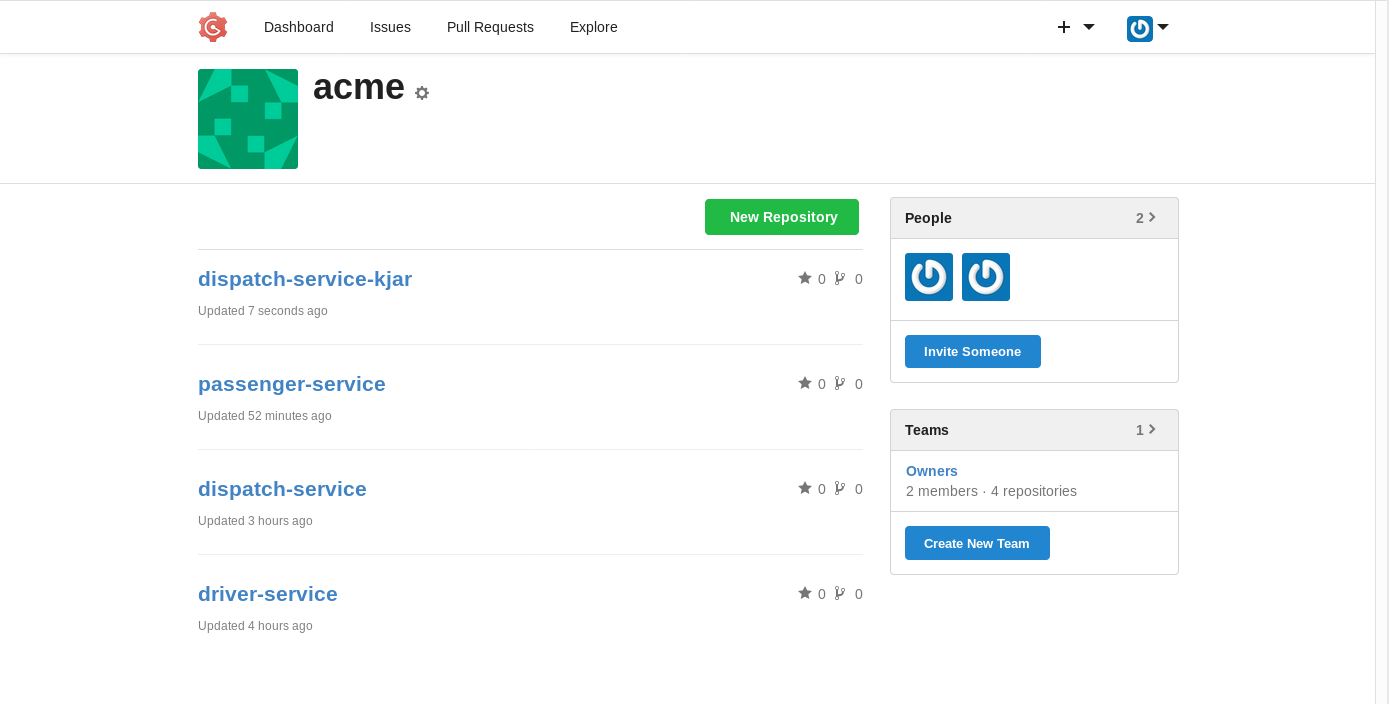 Dashboard Issues Pull Requests Explore
acme
New Repository
dispatch-service-kjar 0 0
Updated 7 seconds ago
passenger-service 0 0
Updated 52 minutes ago
dispatch-service 0 0
Updated 3 hours ago
driver-service 0 0
Updated 4 hours ago
People 2
Invite Someone
Teams 1
Owners
2 members · 4 repositories
Create New Team